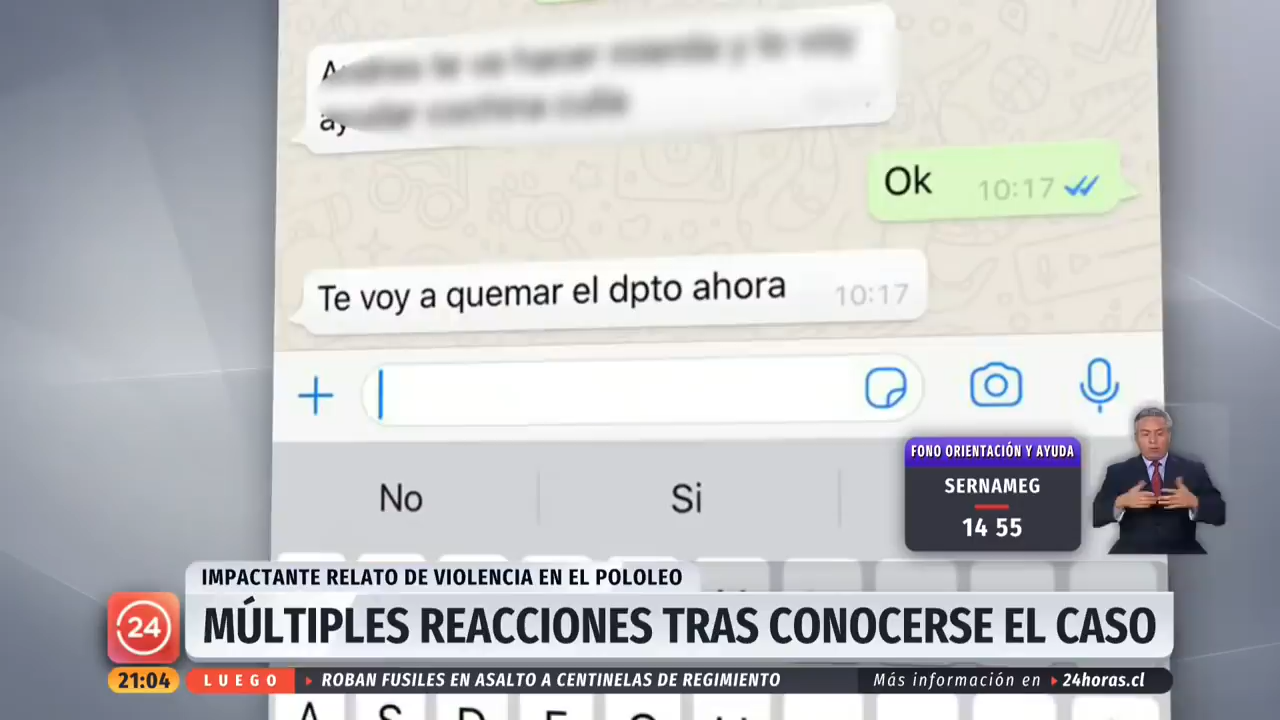 Ok 10:17
Te voy a quemar el dpto ahora 10:17
No Si
FONO ORIENTACIÓN Y AYUDA
SERNAMEG
14 55
IMPACTANTE RELATO DE VIOLENCIA EN EL POLOLEO
24 MÚLTIPLES REACCIONES TRAS CONOCERSE EL CASO
21:04 LUEGO ROBAN FUSILES EN ASALTO A CENTINELAS DE REGIMIENTO Más información en 24horas.cl